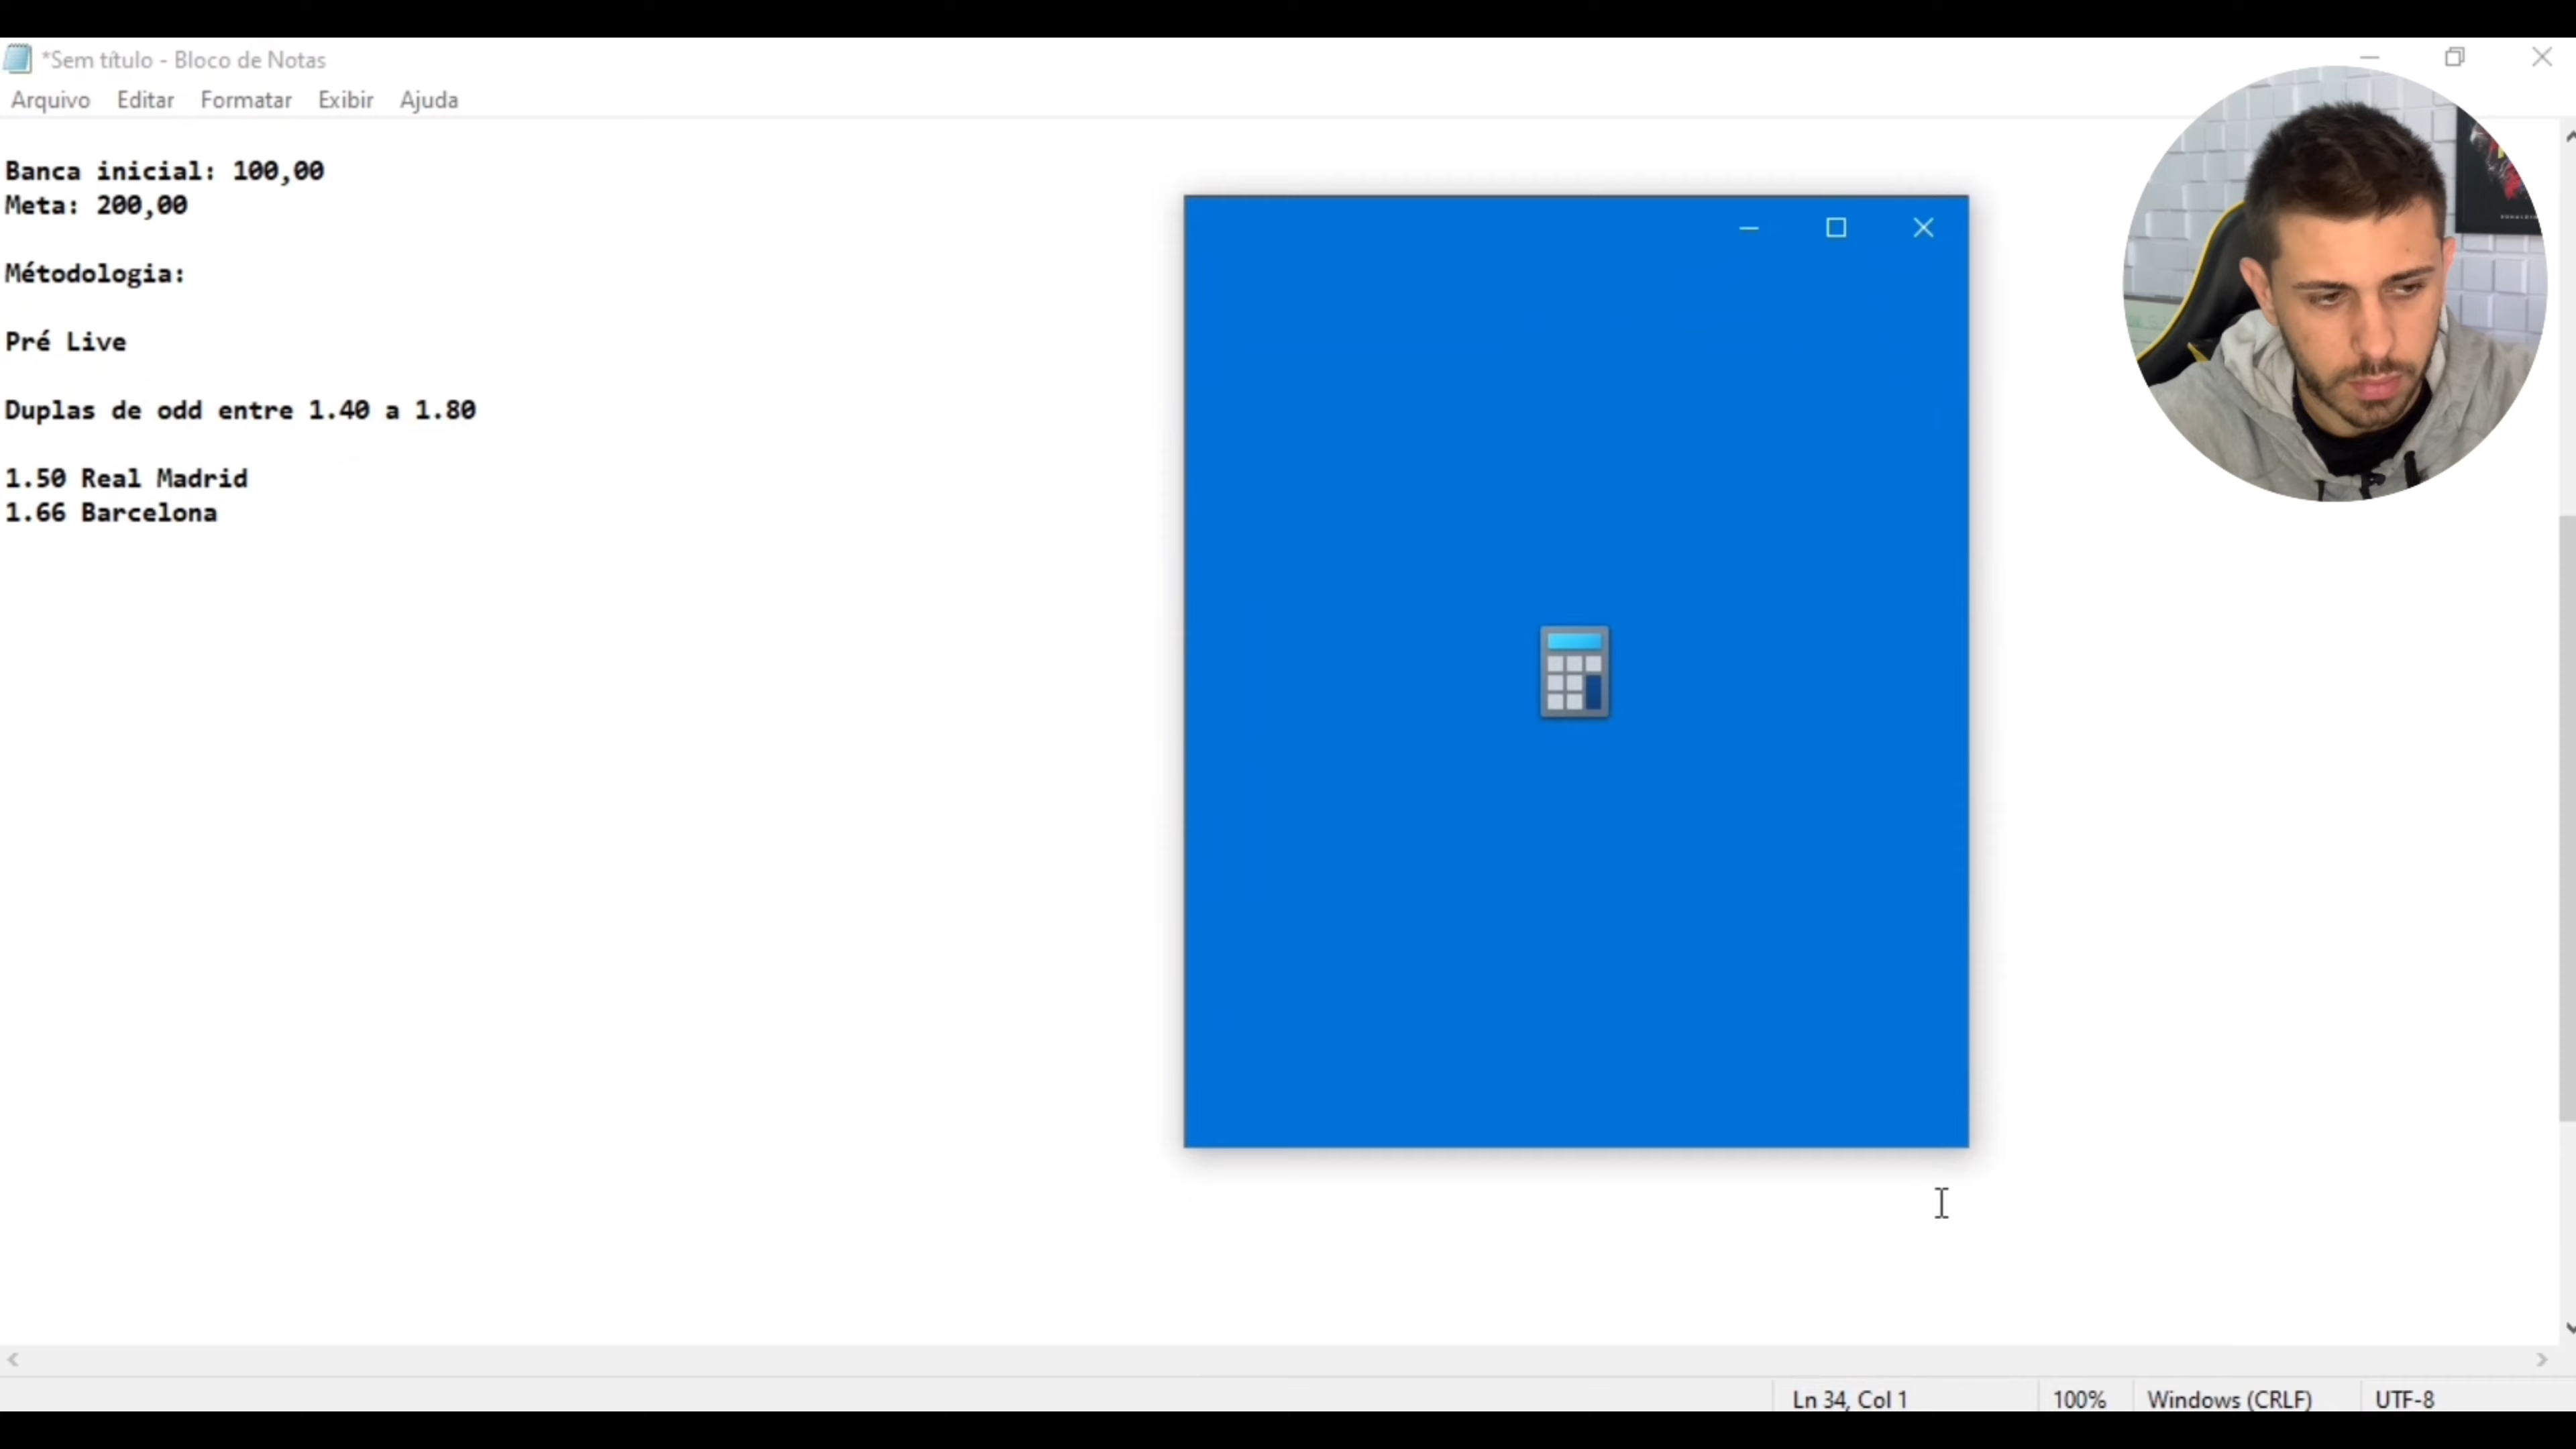 *Sem título - Bloco de Notas
Arquivo Editar Formatar Exibir Ajuda
Banca inicial: 100,00
Meta: 200,00
Métodologia:
Pré Live
Duplas de odd entre 1.40 a 1.80
1.50 Real Madrid
1.66 Barcelona
Ln 34, Col 1 100% Windows (CRLF) UTF-8